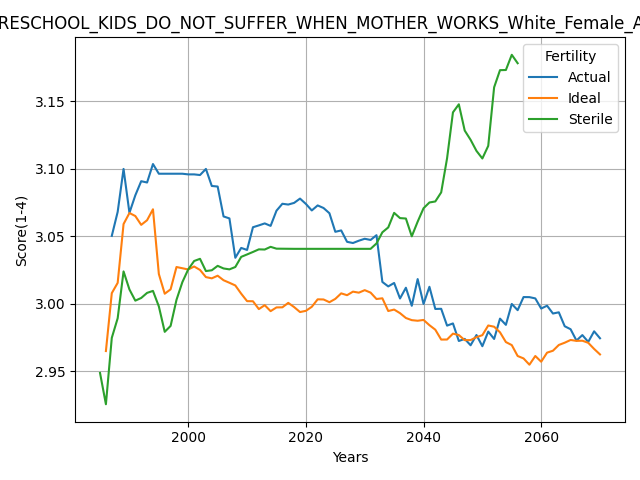 RESCHOOL_KIDS_DO_NOT_SUFFER_WHEN_MOTHER_WORKS_White_Female_A
Fertility
Actual
Ideal
Sterile
3.15
3.10
3.05
3.00
2.95
Score(1-4)
2000
2020
2040
2060
Years